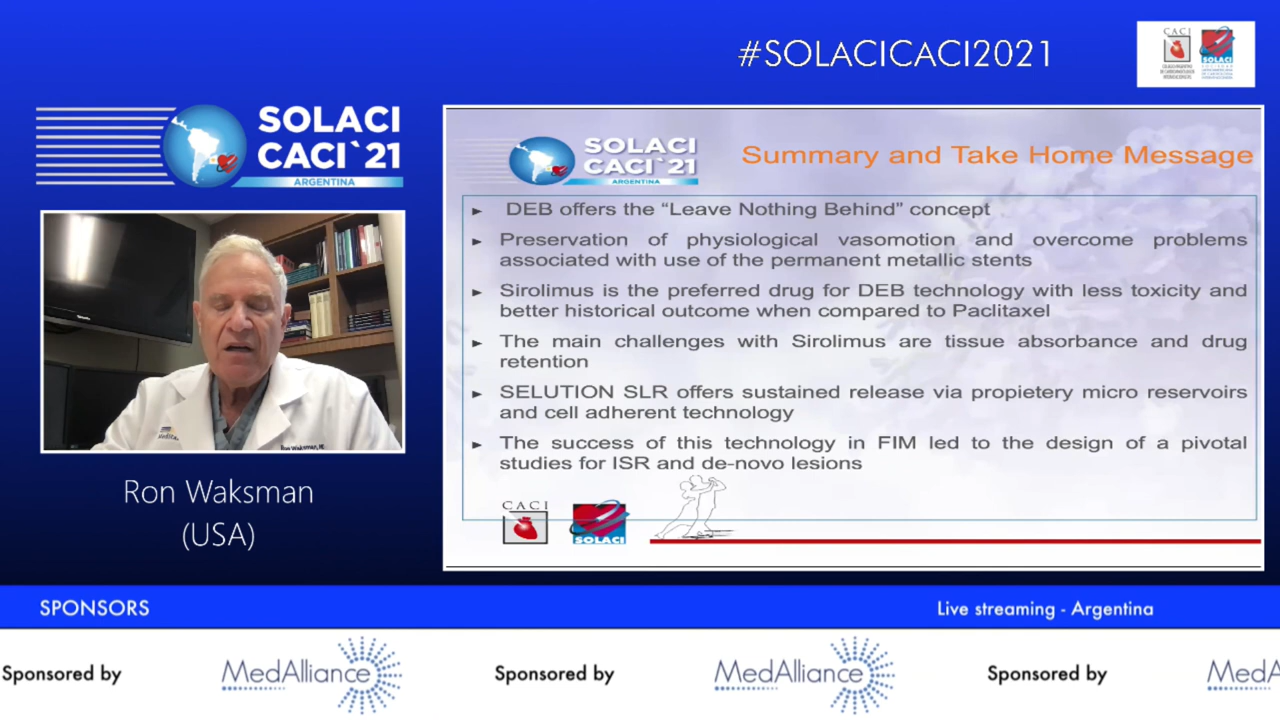 #SOLACICACI2021
CACI
SOLACI
SOLACI
CACI`21
ARGENTINA
SOLACI
CACI`21
ARGENTINA
Summary and Take Home Message
► DEB offers the “Leave Nothing Behind” concept
► Preservation of physiological vasomotion and overcome problems
associated with use of the permanent metallic stents
► Sirolimus is the preferred drug for DEB technology with less toxicity and
better historical outcome when compared to Paclitaxel
► The main challenges with Sirolimus are tissue absorbance and drug
retention
► SELUTION SLR offers sustained release via propietery micro reservoirs
and cell adherent technology
► The success of this technology in FIM led to the design of a pivotal
studies for ISR and de-novo lesions
CACI
SOLACI
Ron Waksman, M
Ron Waksman
(USA)
SPONSORS
Live streaming - Argentina
Sponsored by MedAlliance Sponsored by MedAlliance Sponsored by MedA